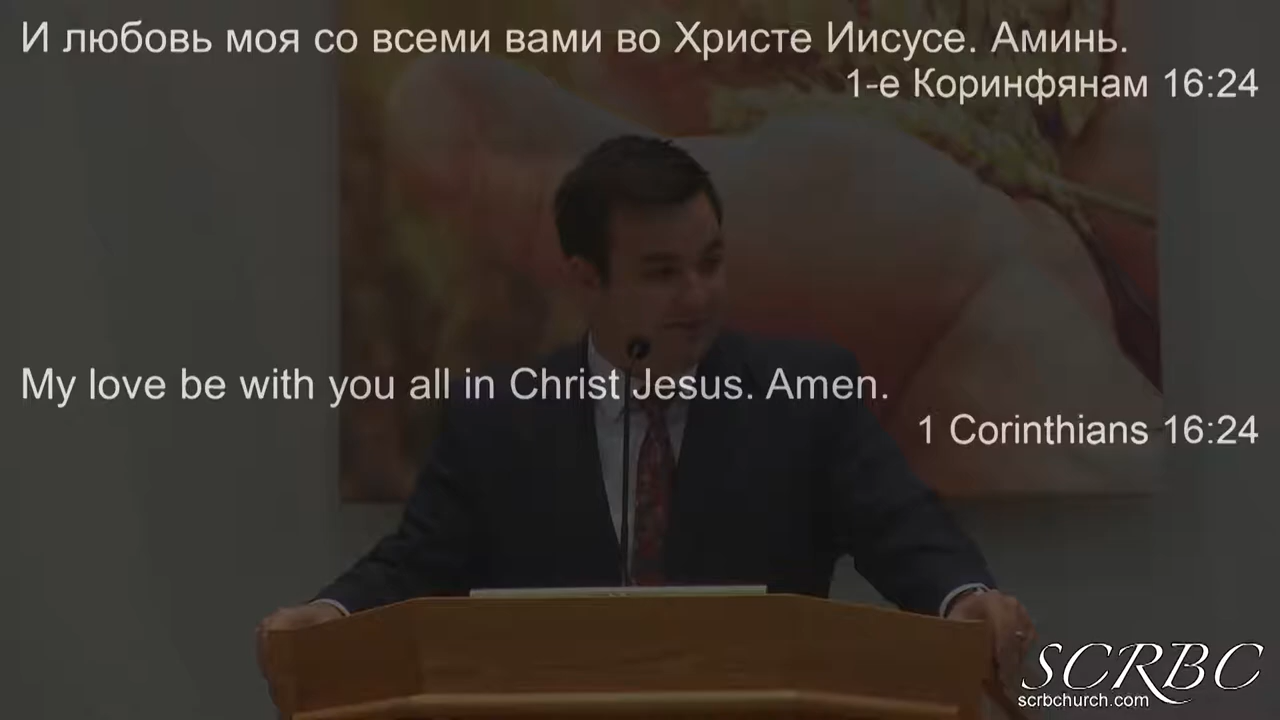 И любовь моя со всеми вами во Христе Иисусе. Аминь.
1-е Коринфянам 16:24
My love be with you all in Christ Jesus. Amen.
1 Corinthians 16:24
SCRBC
scrbchurch.com